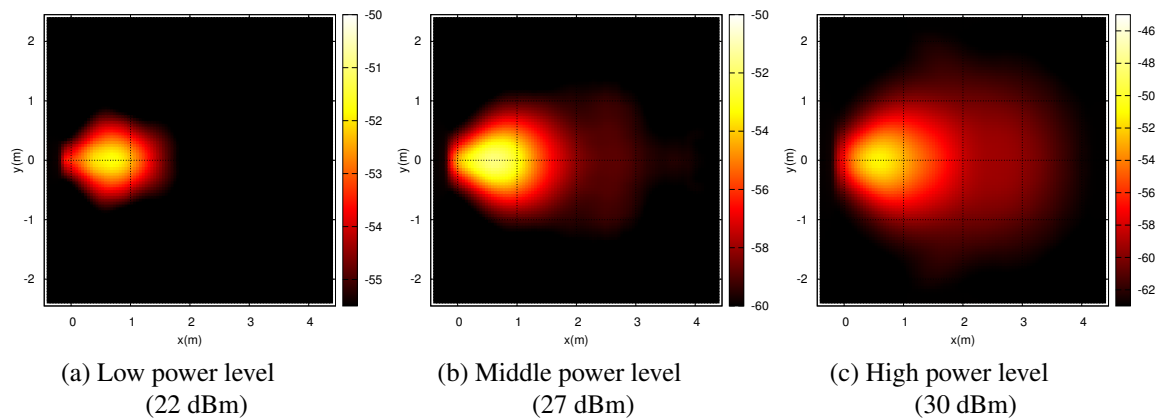 2
1
0
-1
-2
y(m)
0 1 2 3 4
x(m)
-50
-51
-52
-53
-54
-55
(a) Low power level
(22 dBm)
2
1
0
-1
-2
y(m)
0 1 2 3 4
x(m)
-50
-52
-54
-56
-58
-60
(b) Middle power level
(27 dBm)
2
1
0
-1
-2
y(m)
0 1 2 3 4
x(m)
-46
-48
-50
-52
-54
-56
-58
-60
-62
(c) High power level
(30 dBm)